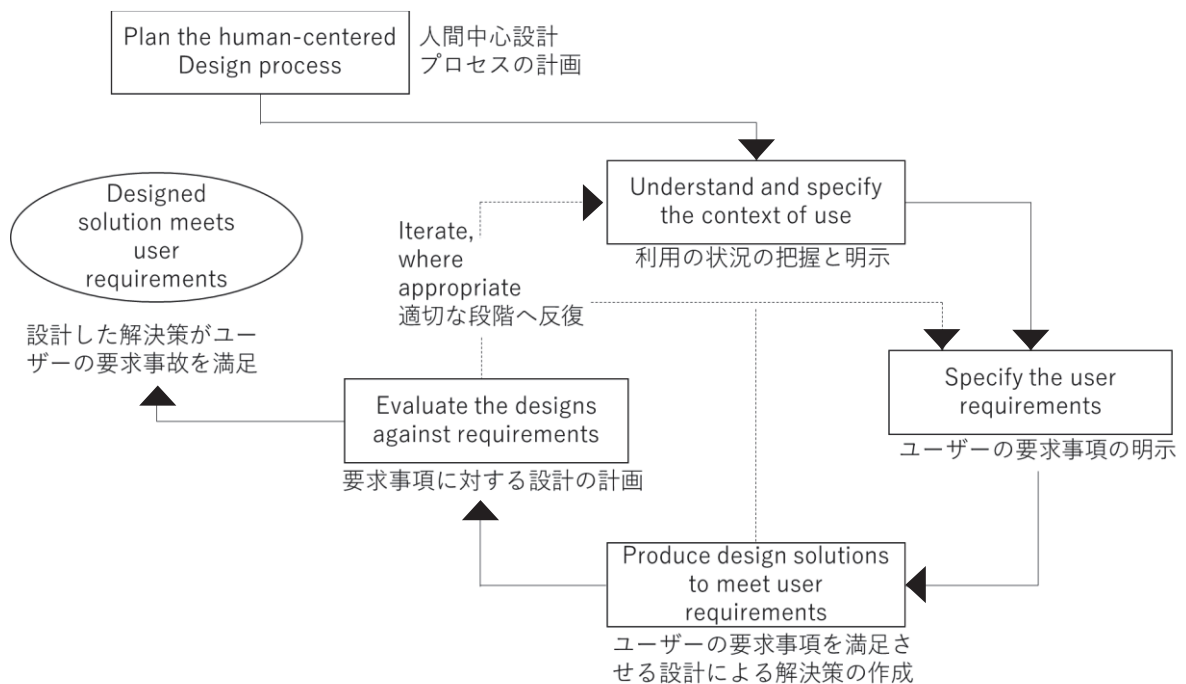 Plan the human-centered
Design process
人間中心設計
プロセスの計画
Understand and specify
the context of use
利用の状況の把握と明示
Designed
solution meets
user
requirements
設計した解決策がユー
ザーの要求事故を満足
Iterate,
where
appropriate
適切な段階へ反復
Specify the user
requirements
ユーザーの要求事項の明示
Evaluate the designs
against requirements
要求事項に対する設計の計画
Produce design solutions
to meet user
requirements
ユーザーの要求事項を満足さ
せる設計による解決策の作成